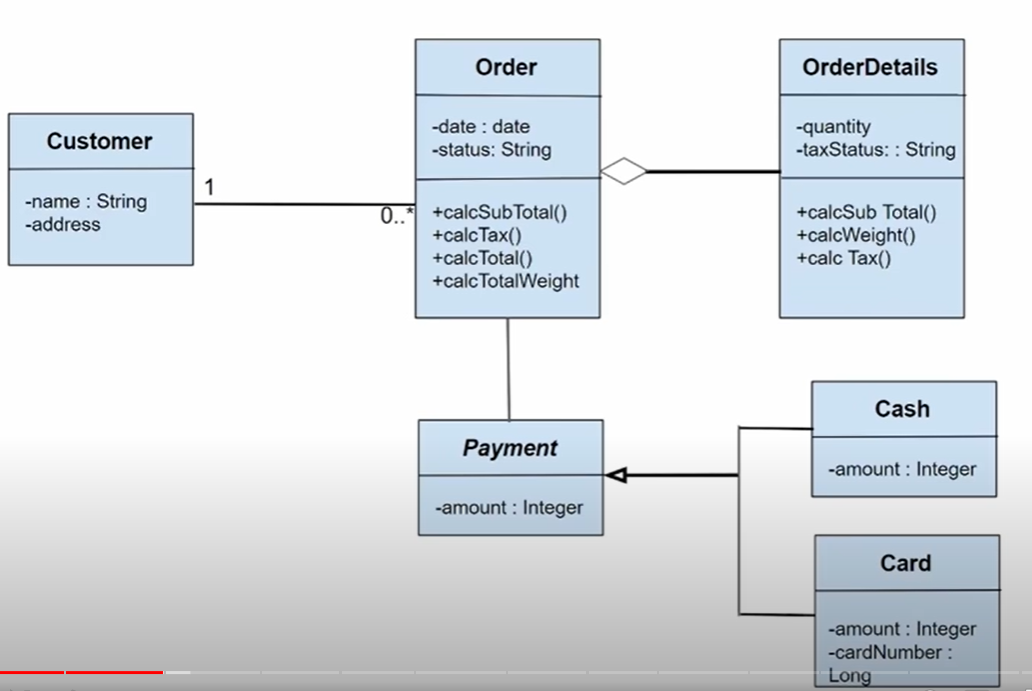 Customer
-name : String
-address
1
0..*
Order
-date : date
-status: String
+calcSubTotal()
+calcTax()
+calcTotal()
+calcTotalWeight
OrderDetails
-quantity
-taxStatus: : String
+calcSub Total()
+calcWeight()
+calc Tax()
Payment
-amount : Integer
Cash
-amount : Integer
Card
-amount : Integer
-cardNumber :
Long